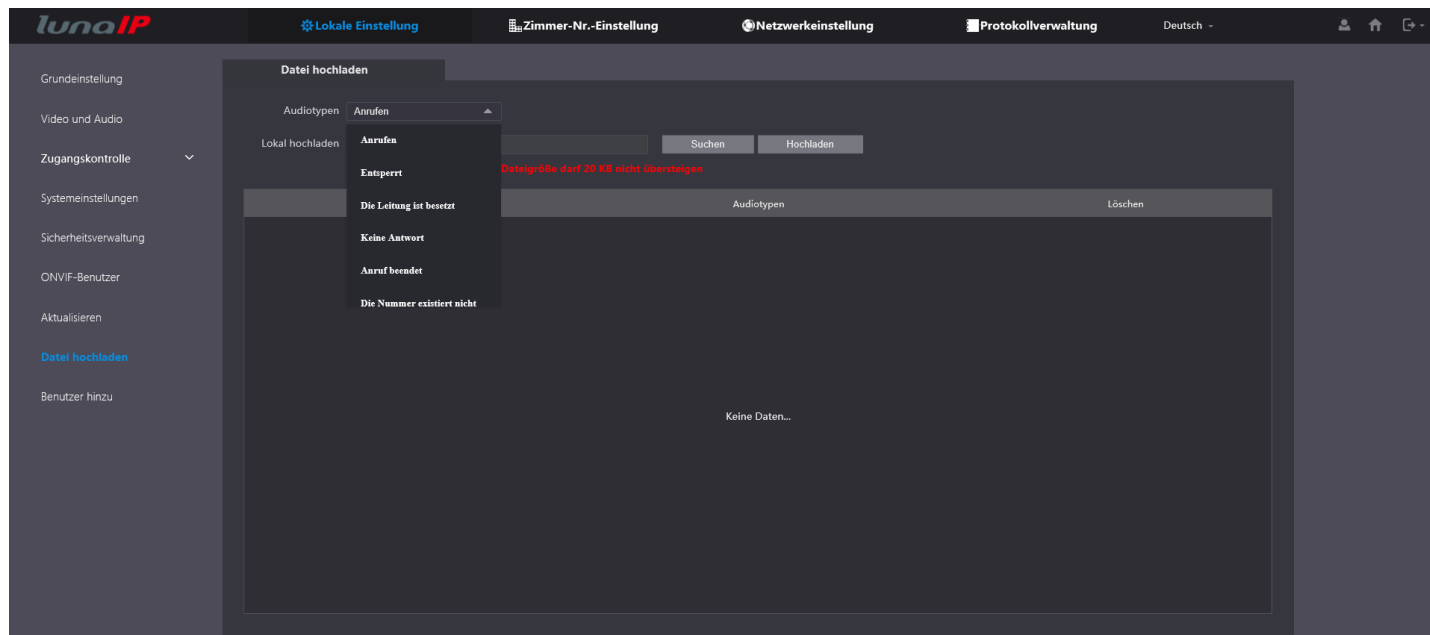 lunaIP
Lokale Einstellung
Zimmer-Nr.-Einstellung
Netzwerkeinstellung
Protokollverwaltung
Deutsch
Grundeinstellung
Video und Audio
Zugangskontrolle
Systemeinstellungen
Sicherheitsverwaltung
ONVIF-Benutzer
Aktualisieren
Datei hochladen
Benutzer hinzu
Datei hochladen
Audiotypen Anrufen
Lokal hochladen
Suchen Hochladen
Anrufen
Entsperrt
Die Leitung ist besetzt
Keine Antwort
Anruf beendet
Die Nummer existiert nicht
Dateigröße darf 20 KB nicht übersteigen
Audiotypen Löschen
Keine Daten...